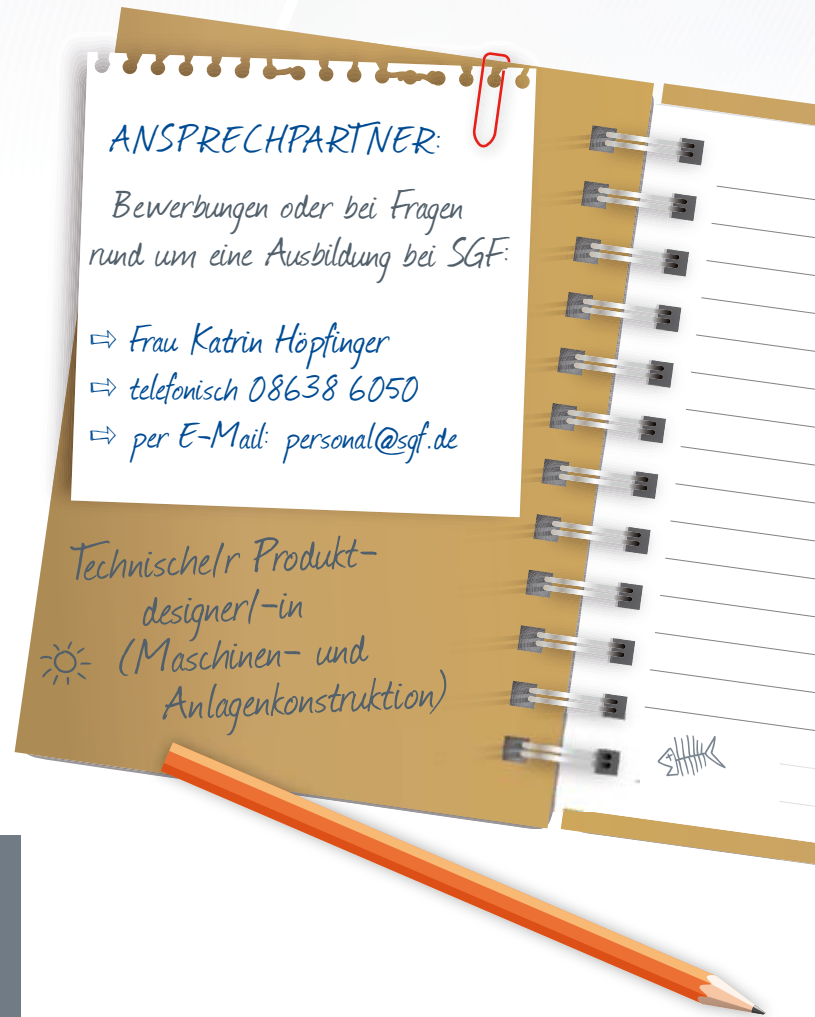 ANSPRECHPARTNER:
Bewerbungen oder bei Fragen
rund um eine Ausbildung bei SGF:
⇨ Frau Katrin Höpfinger
⇨ telefonisch 08638 6050
⇨ per E-Mail: personal@sgf.de
Technische/r Produkt-
designer/-in
(Maschinen- und
Anlagenkonstruktion)